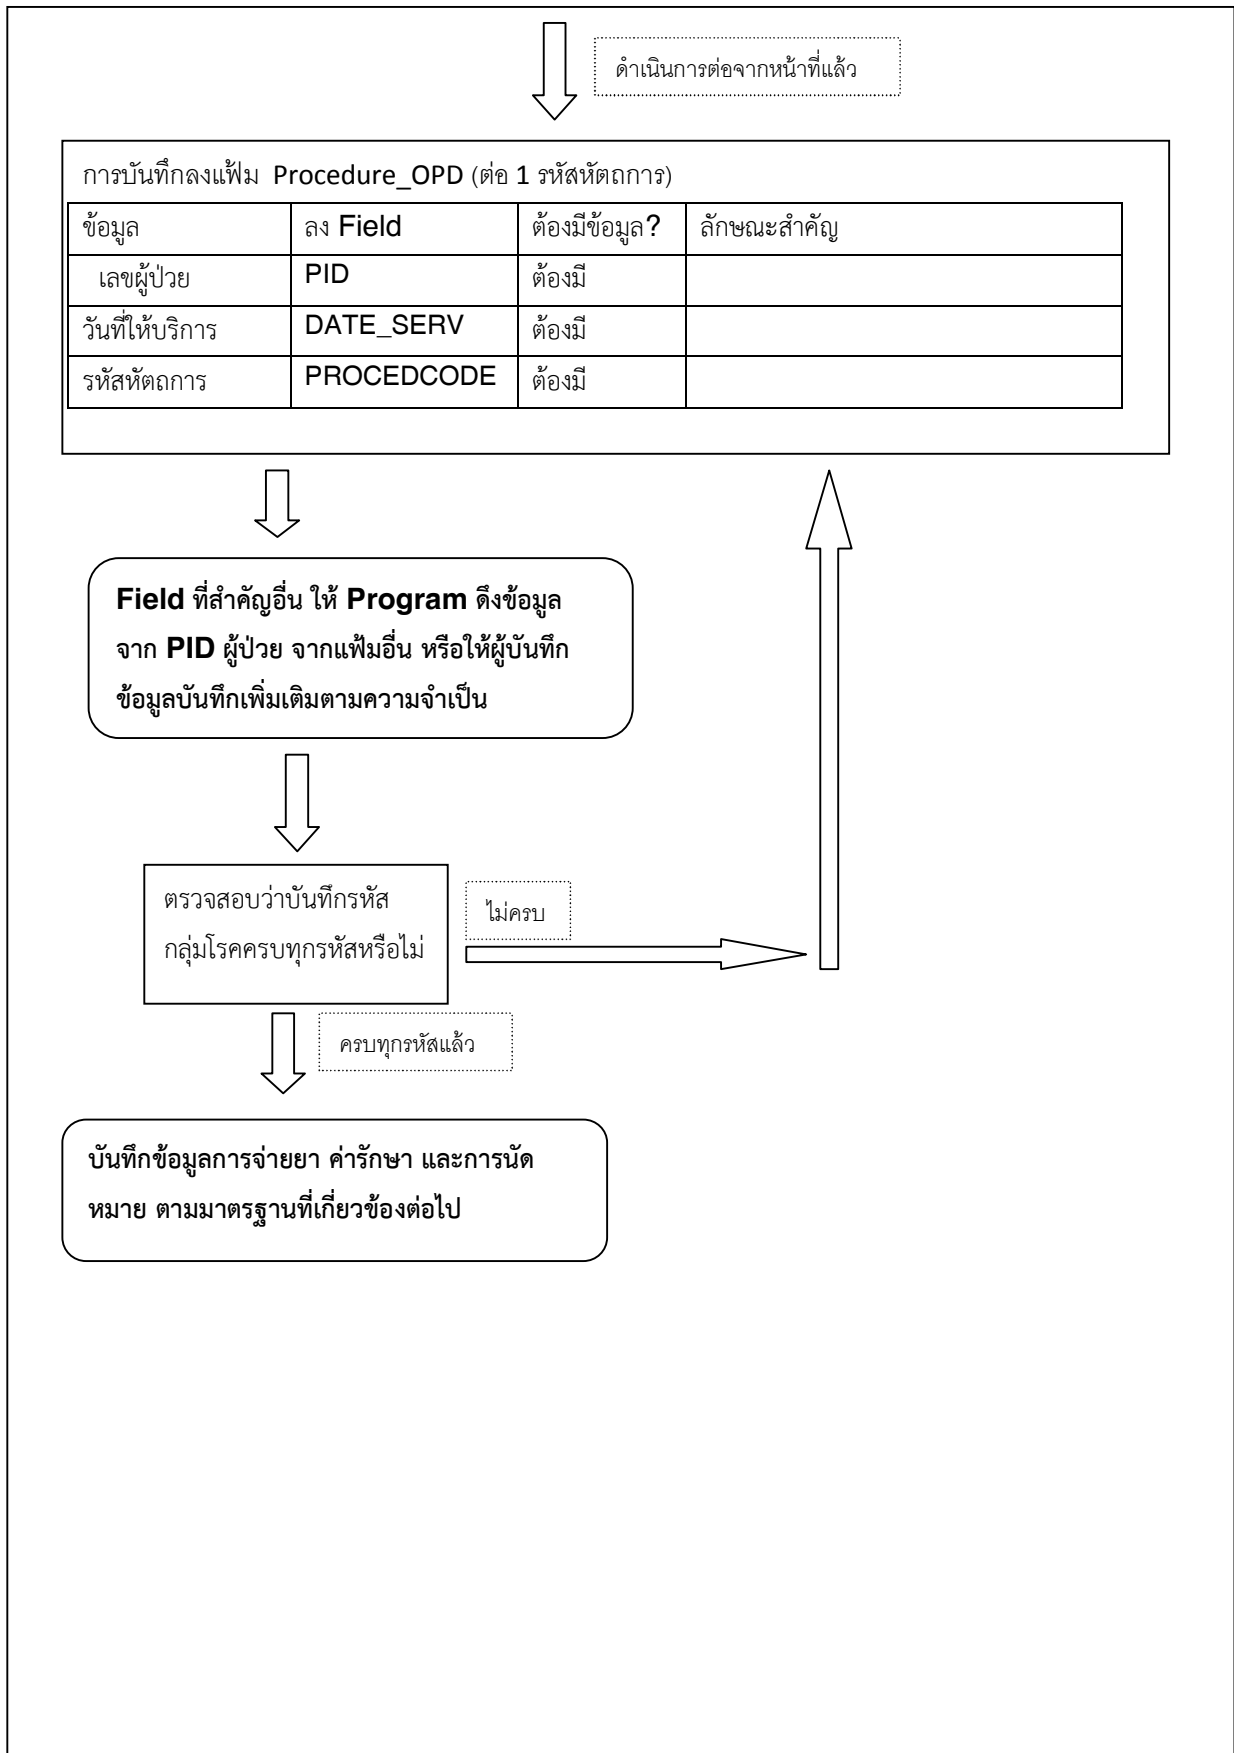 ดำเนินการต่อจากหน้าที่แล้ว
การบันทึกลงแฟ้ม Procedure_OPD (ต่อ 1 รหัสหัตถการ)
ข้อมูล ลง Field ต้องมีข้อมูล? ลักษณะสำคัญ
เลขผู้ป่วย PID ต้องมี
วันที่ให้บริการ DATE_SERV ต้องมี
รหัสหัตถการ PROCEDCODE ต้องมี
Field ที่สำคัญอื่น ให้ Program ดึงข้อมูล
จาก PID ผู้ป่วย จากแฟ้มอื่น หรือให้ผู้บันทึก
ข้อมูลบันทึกเพิ่มเติมตามความจำเป็น
ตรวจสอบว่าบันทึกรหัส
กลุ่มโรคครบทุกรหัสหรือไม่
ไม่ครบ
ครบทุกรหัสแล้ว
บันทึกข้อมูลการจ่ายยา ค่ารักษา และการนัด
หมาย ตามมาตรฐานที่เกี่ยวข้องต่อไป